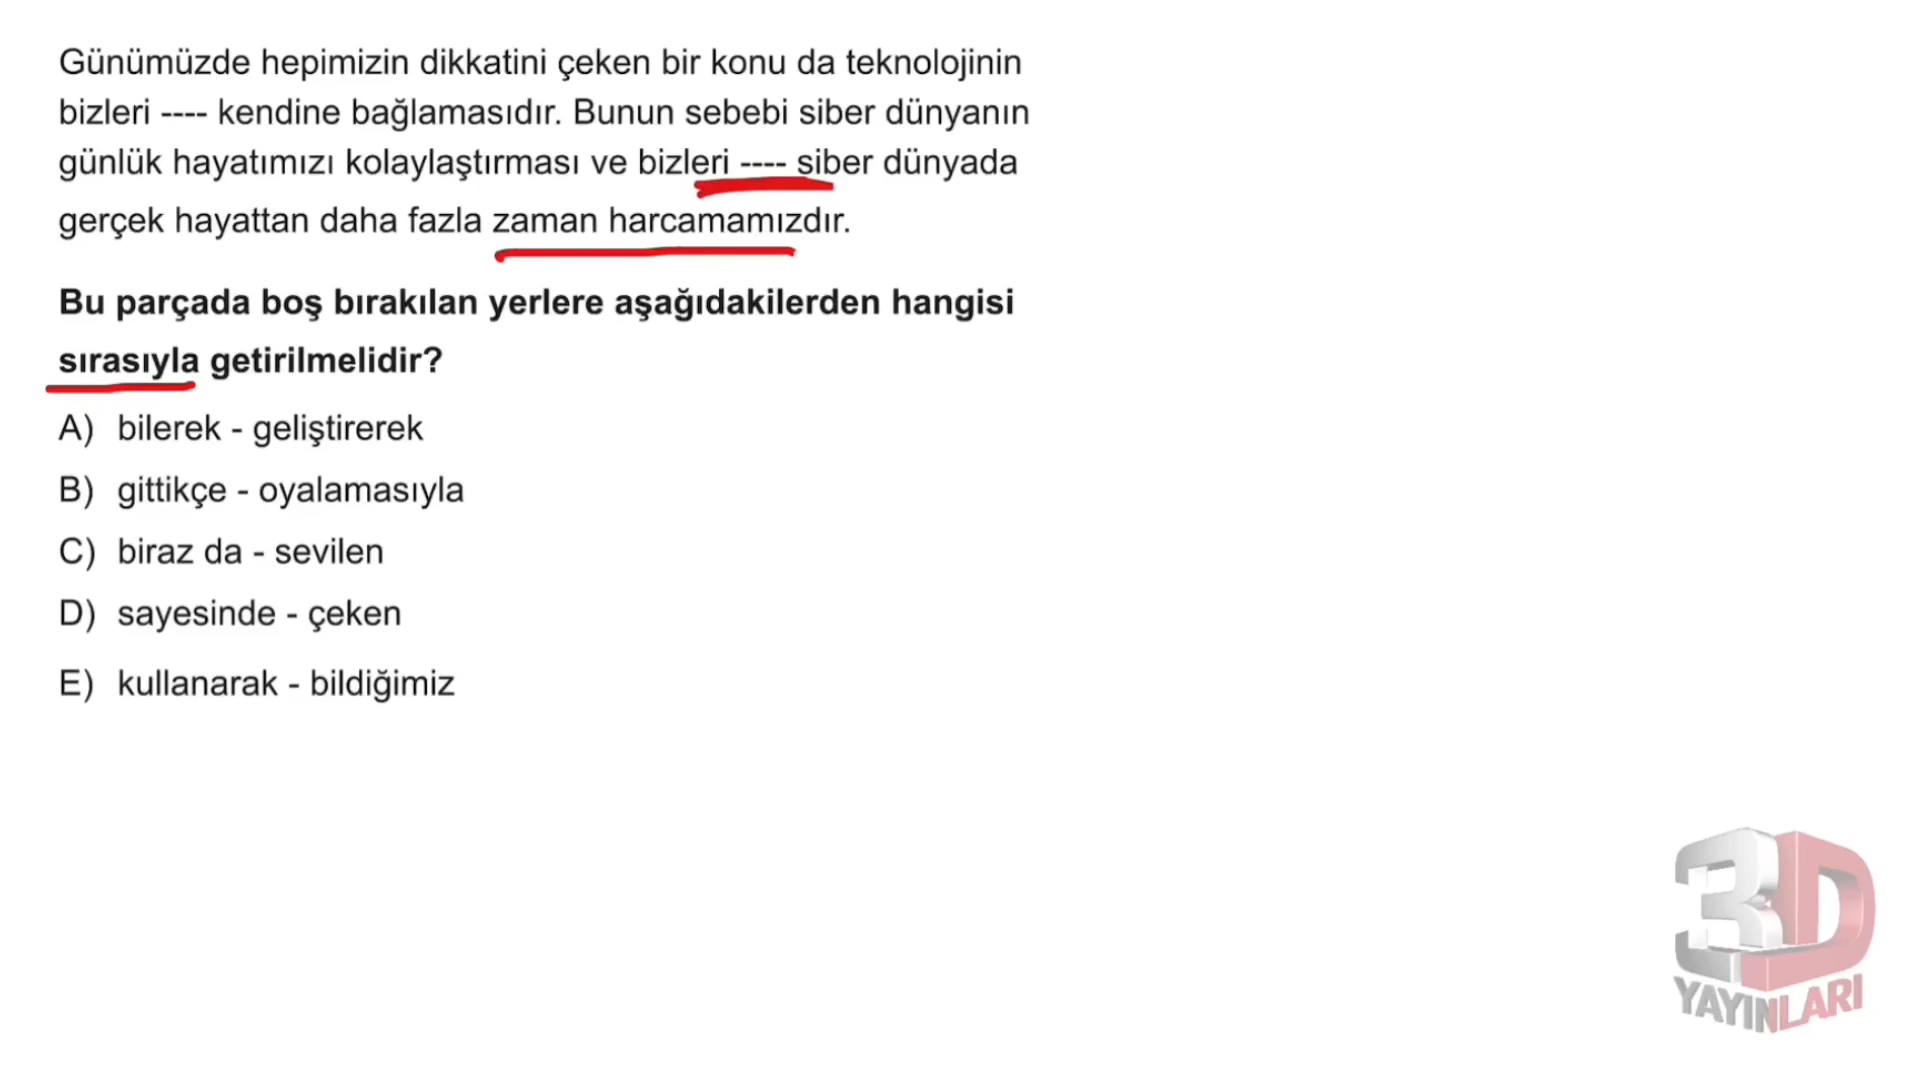 Günümüzde hepimizin dikkatini çeken bir konu da teknolojinin
bizleri ---- kendine bağlamasıdır. Bunun sebebi siber dünyanın
günlük hayatımızı kolaylaştırması ve bizleri ---- siber dünyada
gerçek hayattan daha fazla zaman harcamamızdır.
Bu parçada boş bırakılan yerlere aşağıdakilerden hangisi
sırasıyla getirilmelidir?
A) bilerek - geliştirerek
B) gittikçe - oyalamasıyla
C) biraz da - sevilen
D) sayesinde - çeken
E) kullanarak - bildiğimiz
3D
YAYINLARI